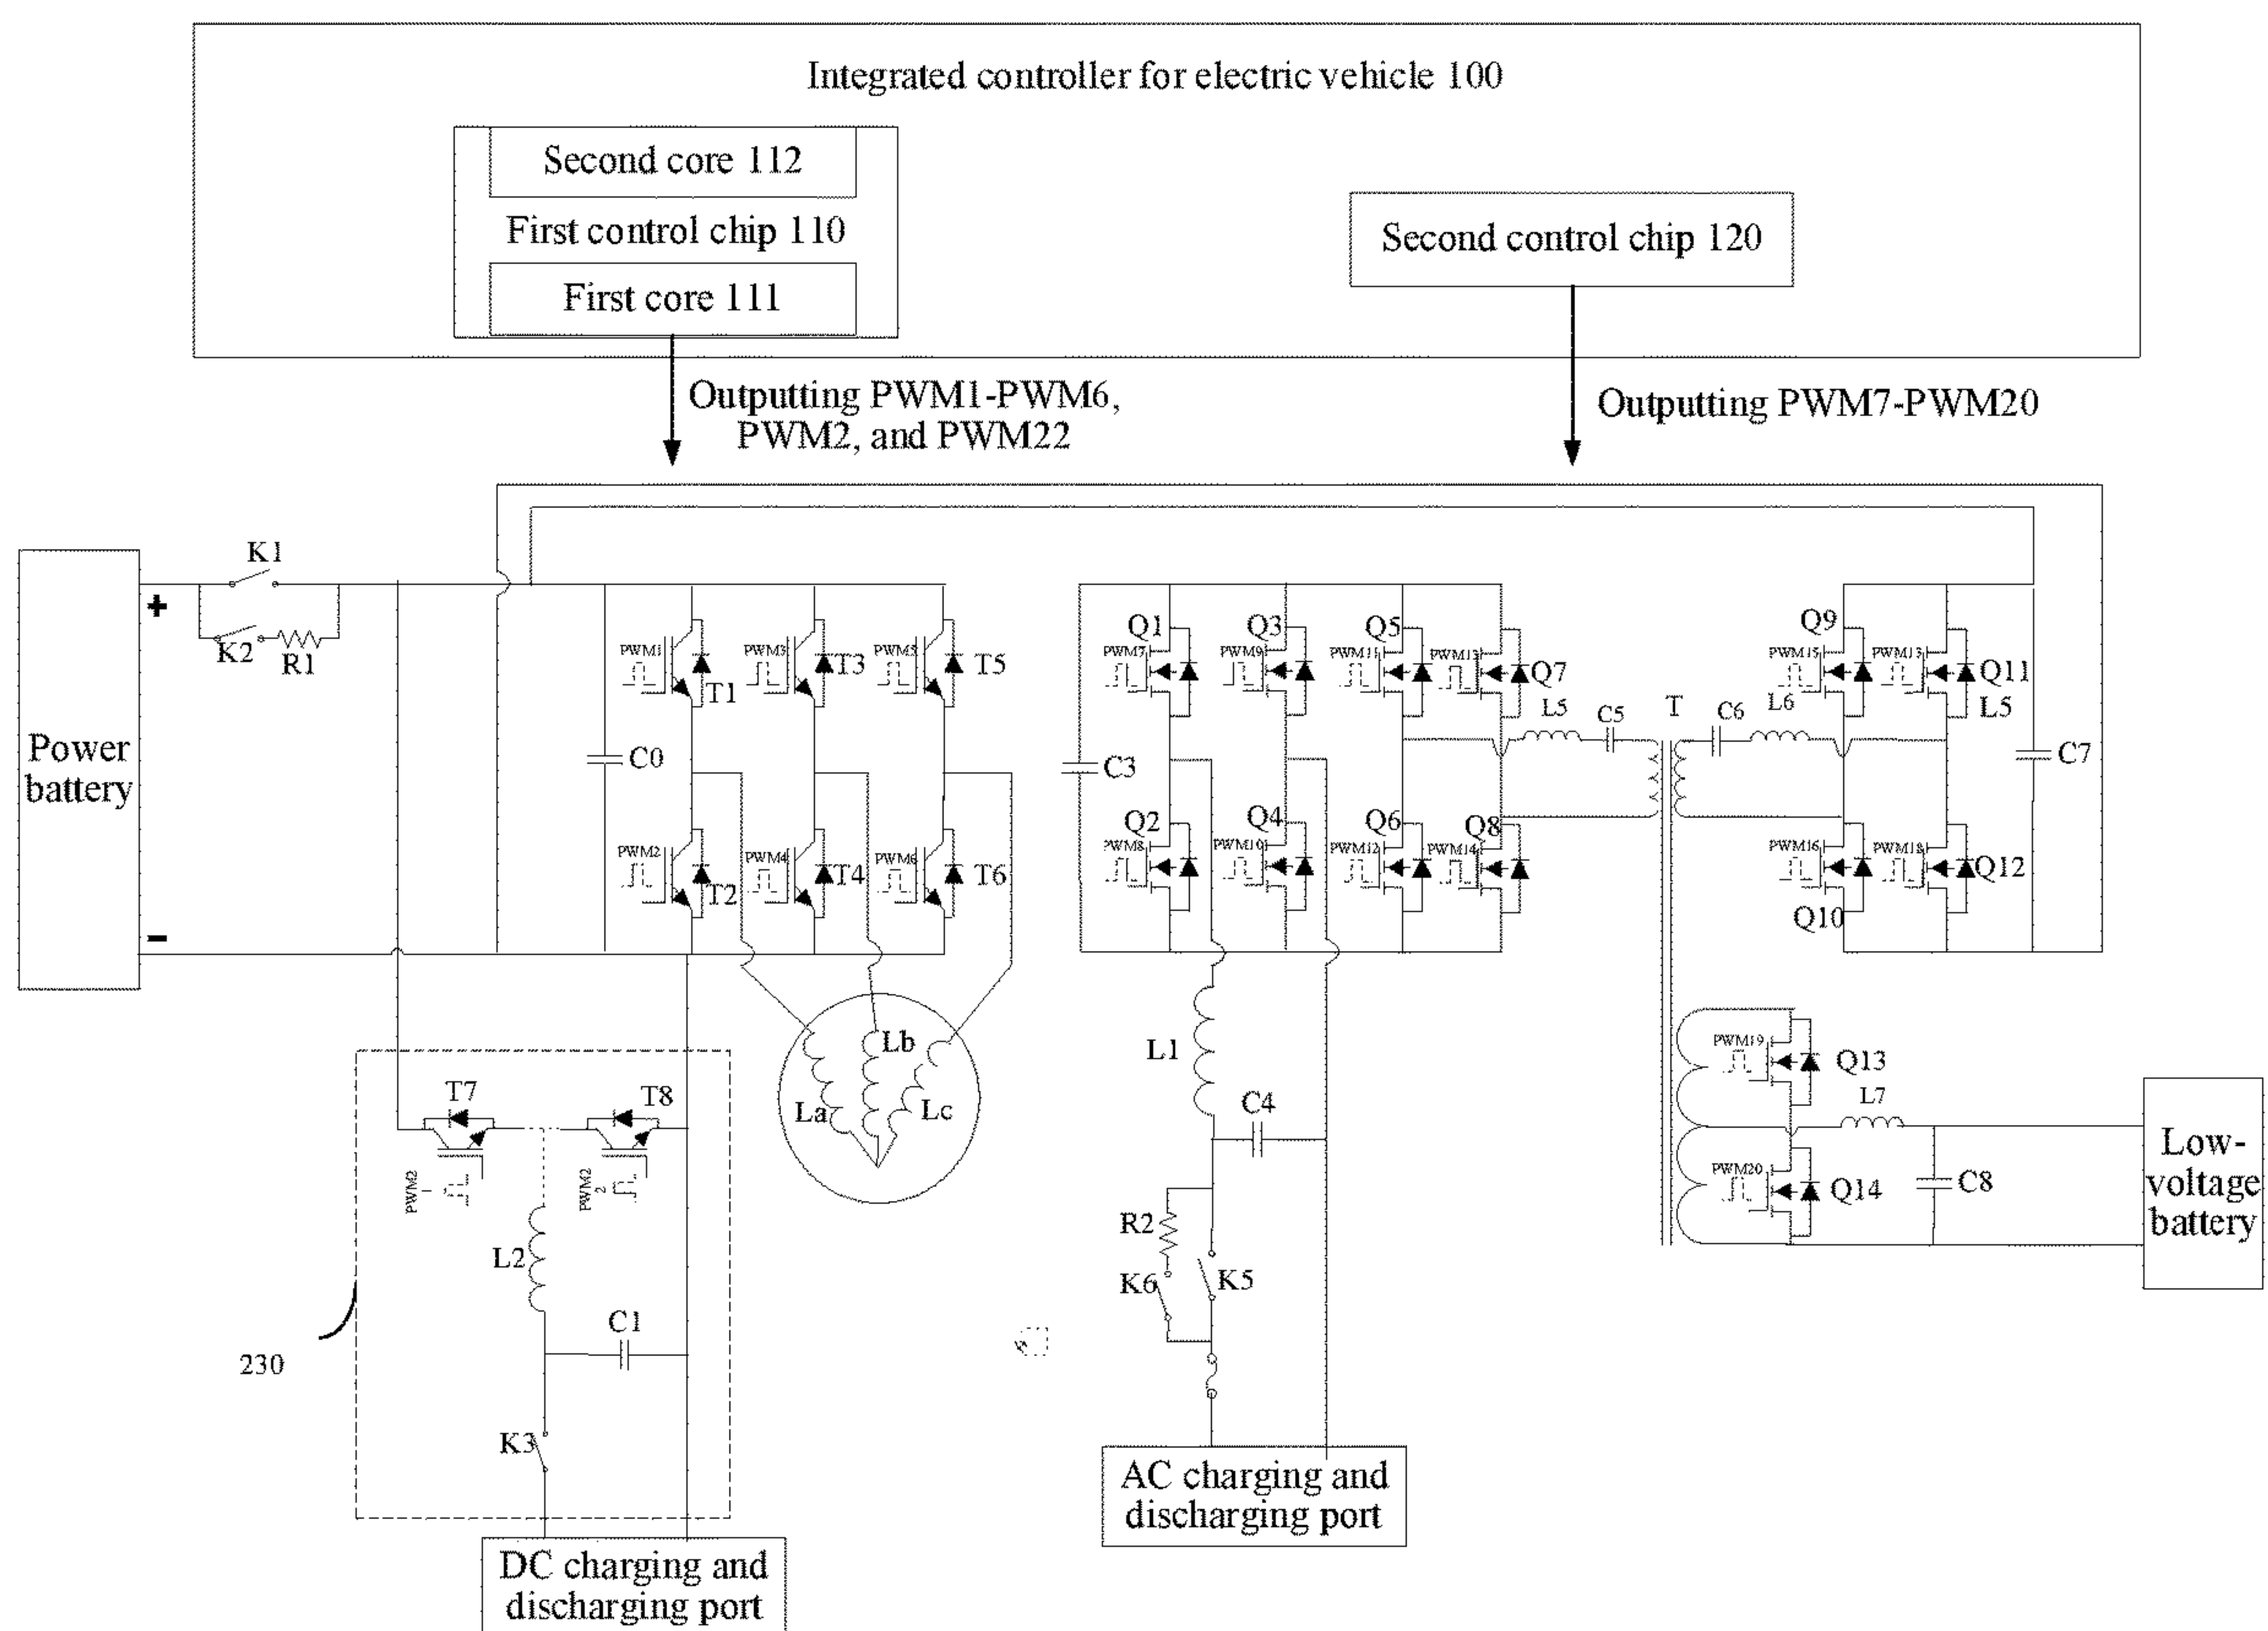 Integrated controller for electric vehicle 100
Second core 112
First control chip 110
First core 111
Second control chip 120
Outputting PWM1-PWM6,
PWM2, and PWM22
Outputting PWM7-PWM20
Power
battery
+
−
K1
K2
R1
C0
PWM1
T1
PWM3
T3
PWM5
T5
PWM2
T2
PWM4
T4
PWM6
T6
La
Lb
Lc
T7
T8
PWM2
1
PWM2
2
L2
C1
K3
230
DC charging and
discharging port
C3
Q1
PWM7
Q3
PWM9
Q5
PWM11
PWM13
Q7
Q2
PWM8
Q4
PWM10
Q6
PWM12
Q8
PWM14
L5
C5
T
C6
L6
Q9
PWM15
PWM13
Q11
L5
C7
PWM16
Q10
PWM18
Q12
L1
C4
R2
K6
K5
AC charging and
discharging port
PWM19
Q13
L7
PWM20
Q14
C8
Low-
voltage
battery